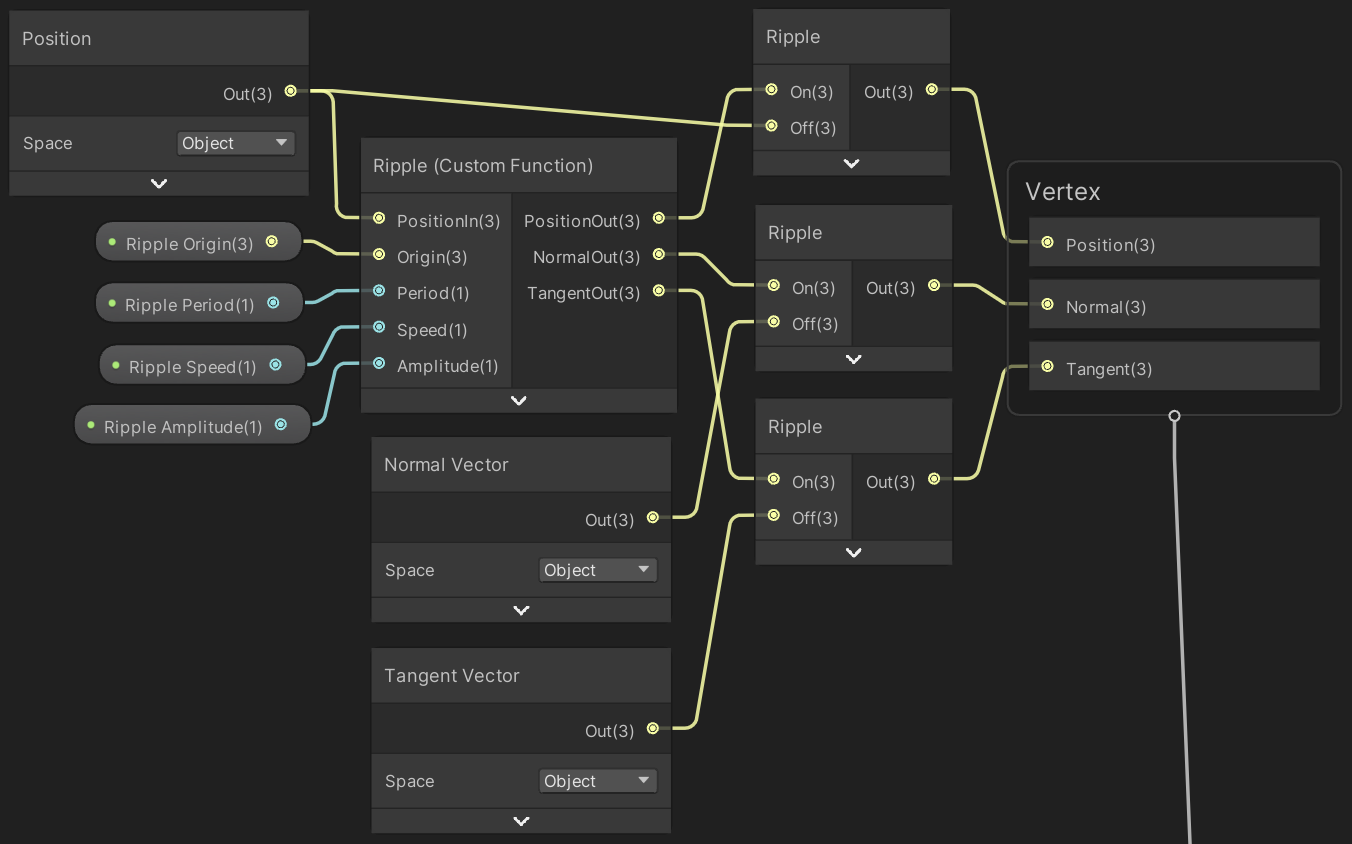 Position
Out(3)
Space
Object
Ripple Origin(3)
Ripple Period(1)
Ripple Speed(1)
Ripple Amplitude(1)
Ripple (Custom Function)
PositionIn(3)
PositionOut(3)
Origin(3)
NormalOut(3)
Period(1)
TangentOut(3)
Speed(1)
Amplitude(1)
Normal Vector
Out(3)
Space
Object
Tangent Vector
Out(3)
Space
Object
Ripple
On(3)
Out(3)
Off(3)
Ripple
On(3)
Out(3)
Off(3)
Ripple
On(3)
Out(3)
Off(3)
Vertex
Position(3)
Normal(3)
Tangent(3)